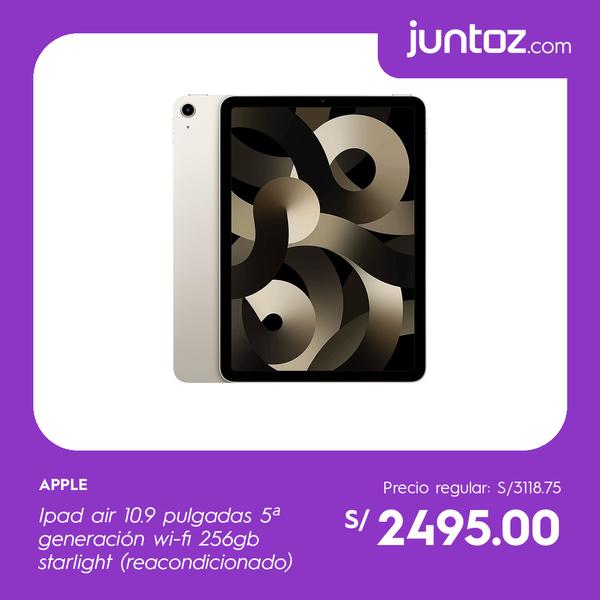 juntoz.com
APPLE
Ipad air 10.9 pulgadas 5ª
generación wi-fi 256gb
starlight (reacondicionado)
Precio regular: S/3118.75
S/ 2495.00